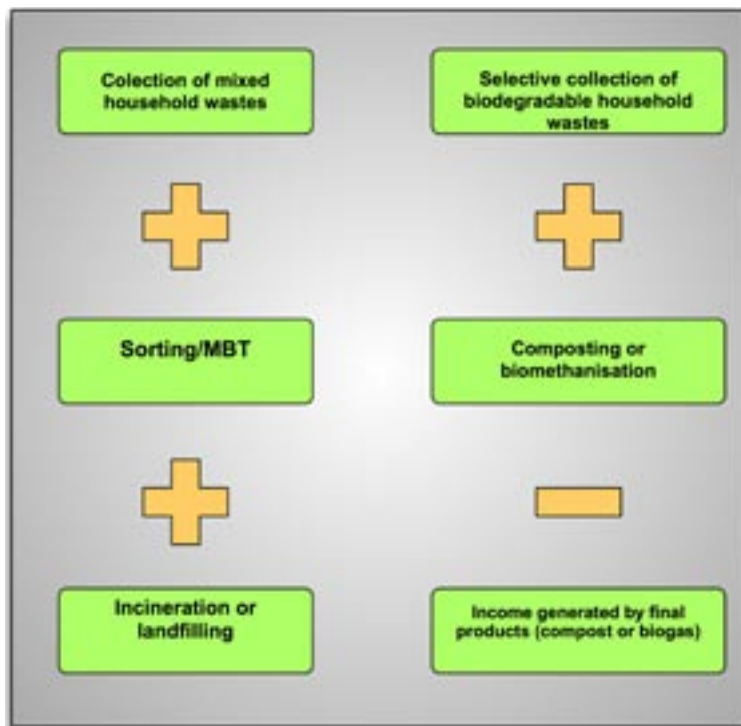 Colection of mixed
household wastes
Selective collection of
biodegradable household
wastes
Sorting/MBT
Composting or
biomethanisation
Incineration or
landfilling
Income generated by final
products (compost or biogas)